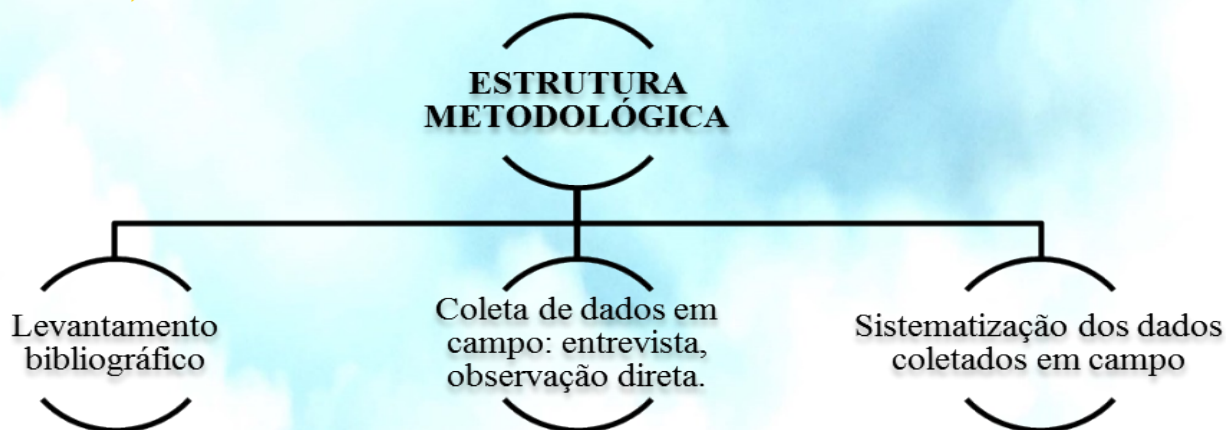 ESTRUTURA
METODOLÓGICA
Levantamento
bibliográfico
Coleta de dados em
campo: entrevista,
observação direta.
Sistematização dos dados
coletados em campo